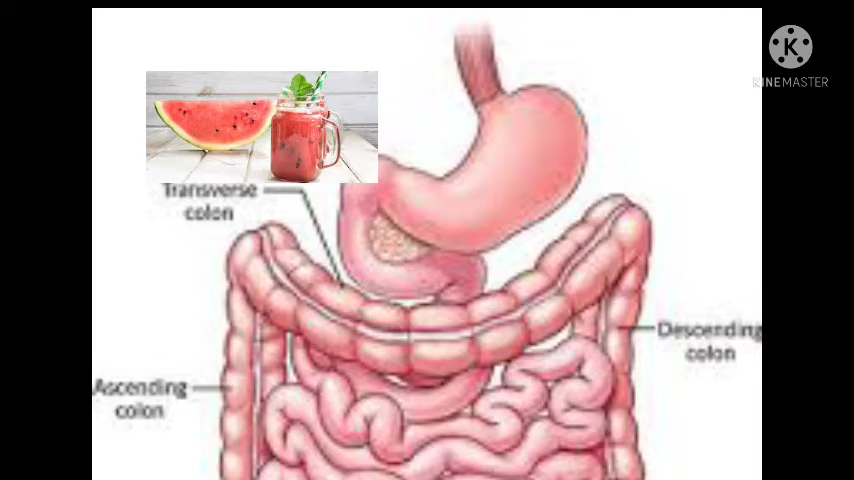 KINEMASTER
Transverse
colon
Descending
colon
Ascending
colon